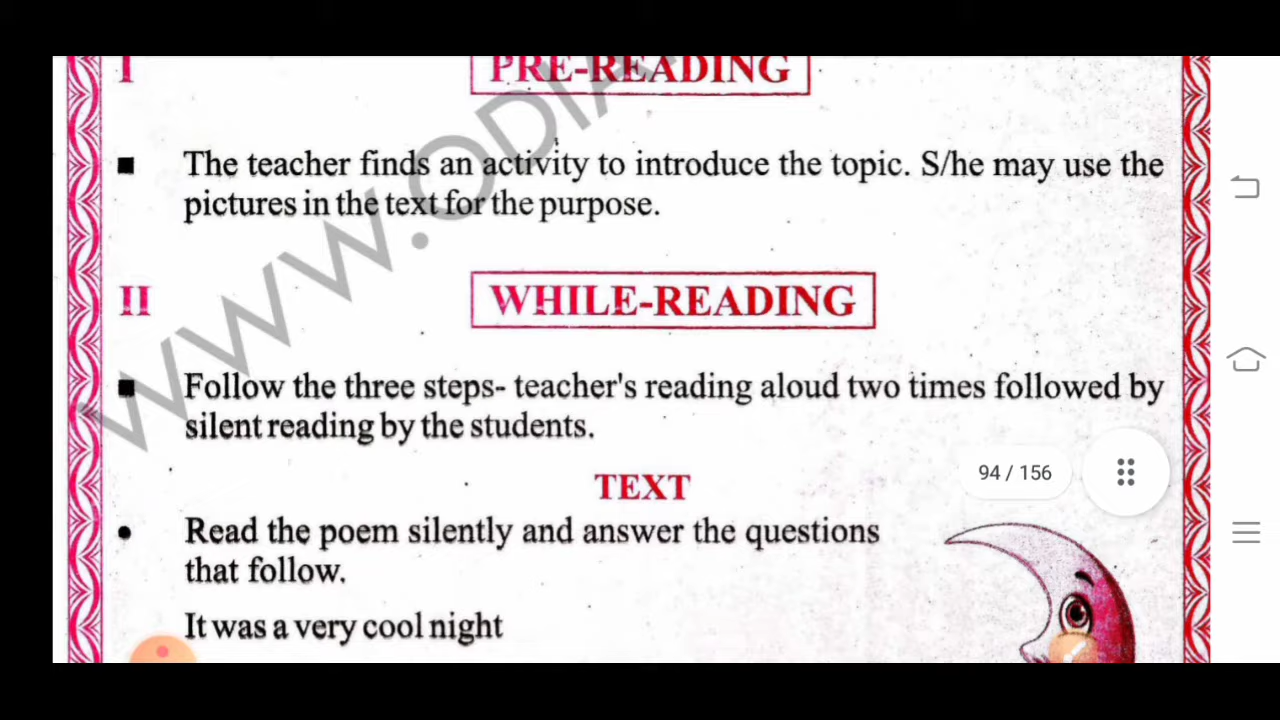 I
PRE-READING
■ The teacher finds an activity to introduce the topic. S/he may use the
pictures in the text for the purpose.
II
WHILE-READING
■ Follow the three steps- teacher's reading aloud two times followed by
silent reading by the students.
94 / 156
TEXT
• Read the poem silently and answer the questions
that follow.
It was a very cool night
WWW.ODIA